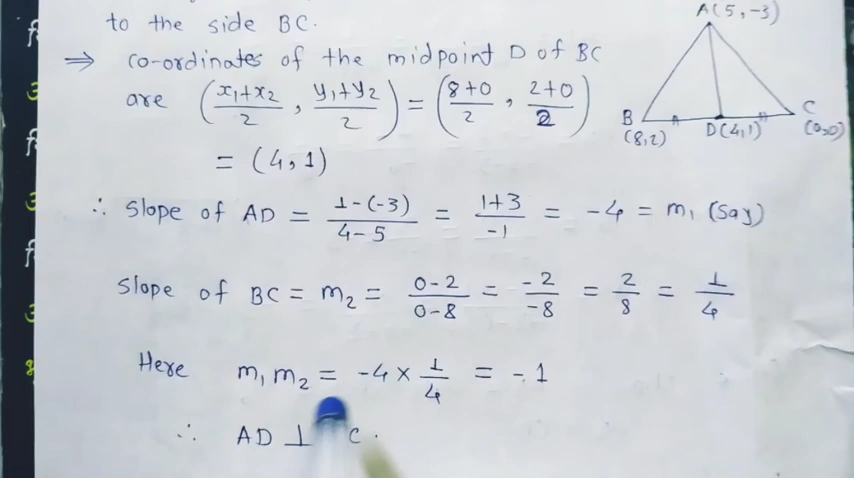 to the side BC.
A(5,-3)
⇒ co-ordinates of the midpoint D of BC
are (x₁+x₂/2 , y₁+y₂/2) = (8+0/2 , 2+0/2)
B
(8,2)
D(4,1)
C
(0,0)
= (4,1)
∴ Slope of AD = 1-(-3)/4-5 = 1+3/-1 = -4 = m₁ (say)
Slope of BC = m₂ = 0-2/0-8 = -2/-8 = 2/8 = 1/4
Here m₁m₂ = -4 × 1/4 = -1
∴ AD ⊥ C.